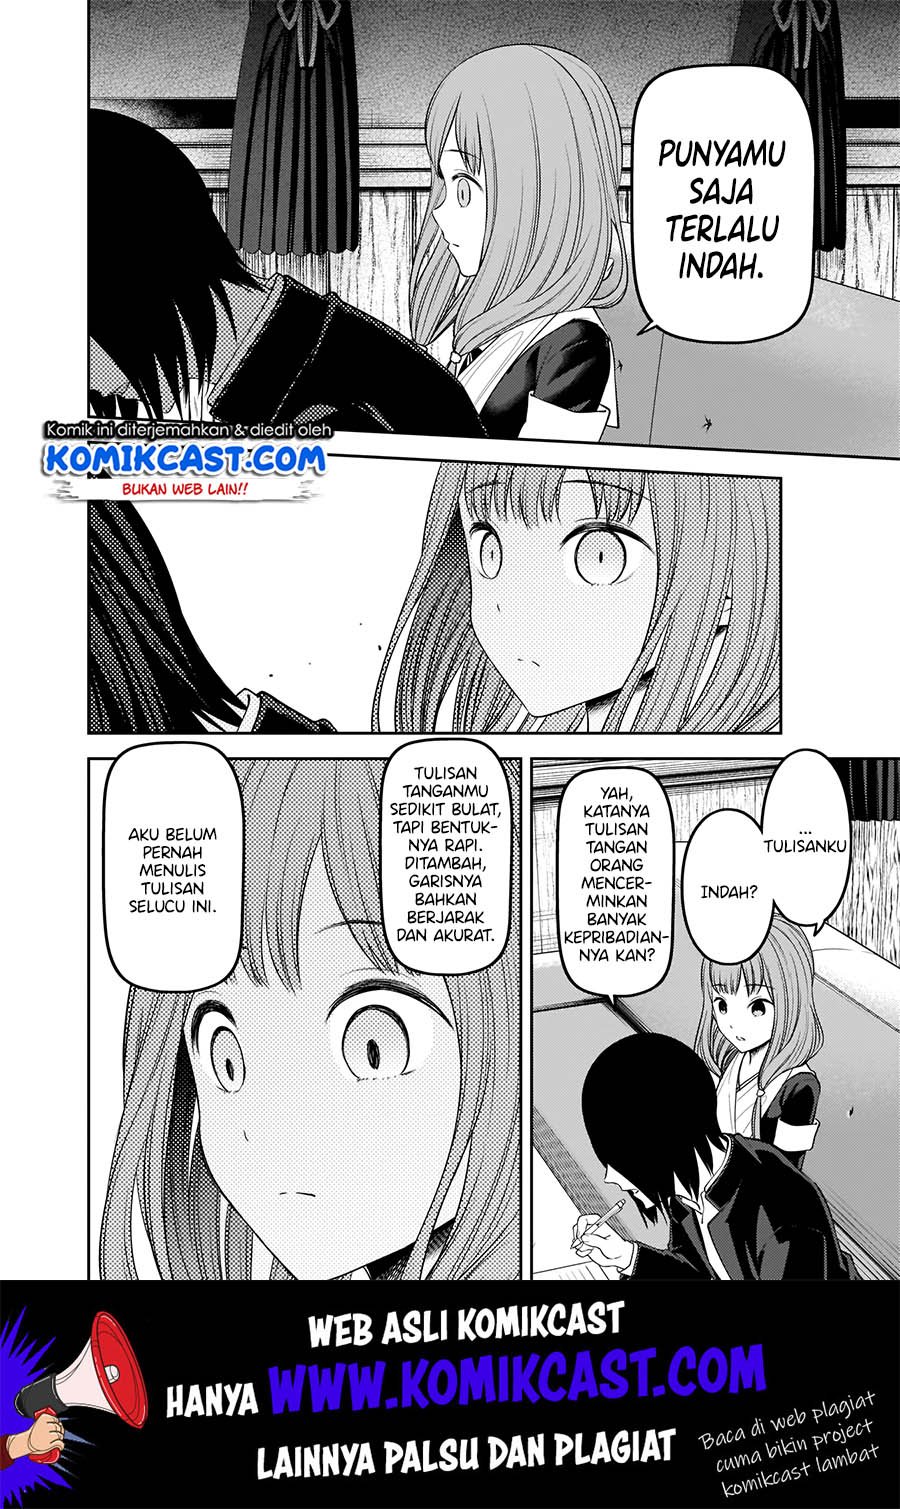 PUNYAMU
SAJA
TERLALU
INDAH.
Komik ini diterjemahkan & diedit oleh
KOMIKCAST.COM
BUKAN WEB LAIN!!
...
TULISANKU
INDAH?
YAH,
KATANYA
TULISAN
TANGAN
ORANG
MENCER-
MINKAN
BANYAK
KEPRIBADIAN-
NYA KAN?
TULISAN
TANGANMU
SEDIKIT BULAT,
TAPI BENTUK-
NYA RAPI.
DITAMBAH,
GARISNYA
BAHKAN
BERJARAK
DAN AKURAT.
AKU BELUM
PERNAH
MENULIS
TULISAN
SELUCU INI.
WEB ASLI KOMIKCAST
HANYA WWW.KOMIKCAST.COM
LAINNYA PALSU DAN PLAGIAT
Baca di web plagiat
cuma bikin project
komikcast lambat